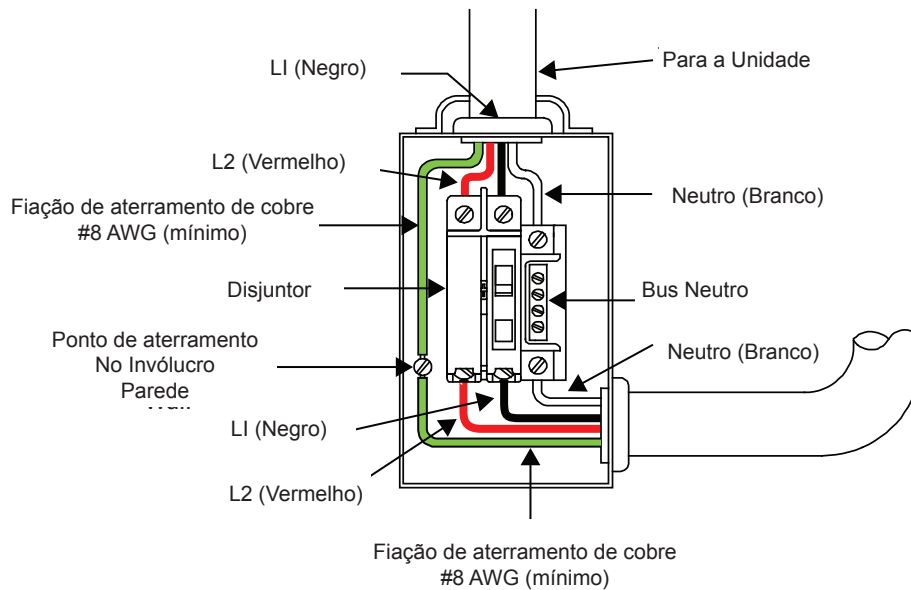 LI (Negro)
Para a Unidade
L2 (Vermelho)
Neutro (Branco)
Fiação de aterramento de cobre
#8 AWG (mínimo)
Disjuntor
Bus Neutro
Ponto de aterramento
No Invólucro
Parede
Neutro (Branco)
LI (Negro)
L2 (Vermelho)
Fiação de aterramento de cobre
#8 AWG (mínimo)